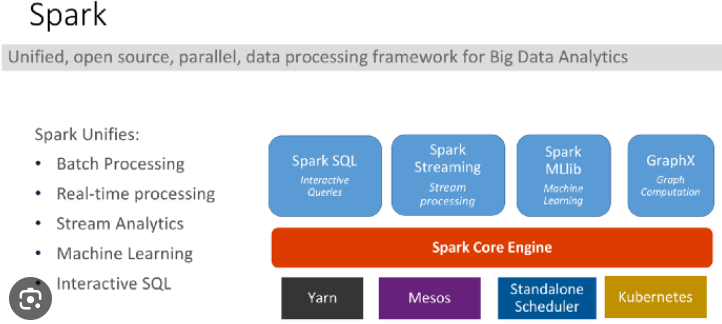 Spark
Unified, open source, parallel, data processing framework for Big Data Analytics
Spark Unifies:
• Batch Processing
• Real-time processing
• Stream Analytics
• Machine Learning
• Interactive SQL
Spark SQL
Interactive
Queries
Spark
Streaming
Stream
processing
Spark
MLlib
Machine
Learning
GraphX
Graph
Computation
Spark Core Engine
Yarn
Mesos
Standalone
Scheduler
Kubernetes